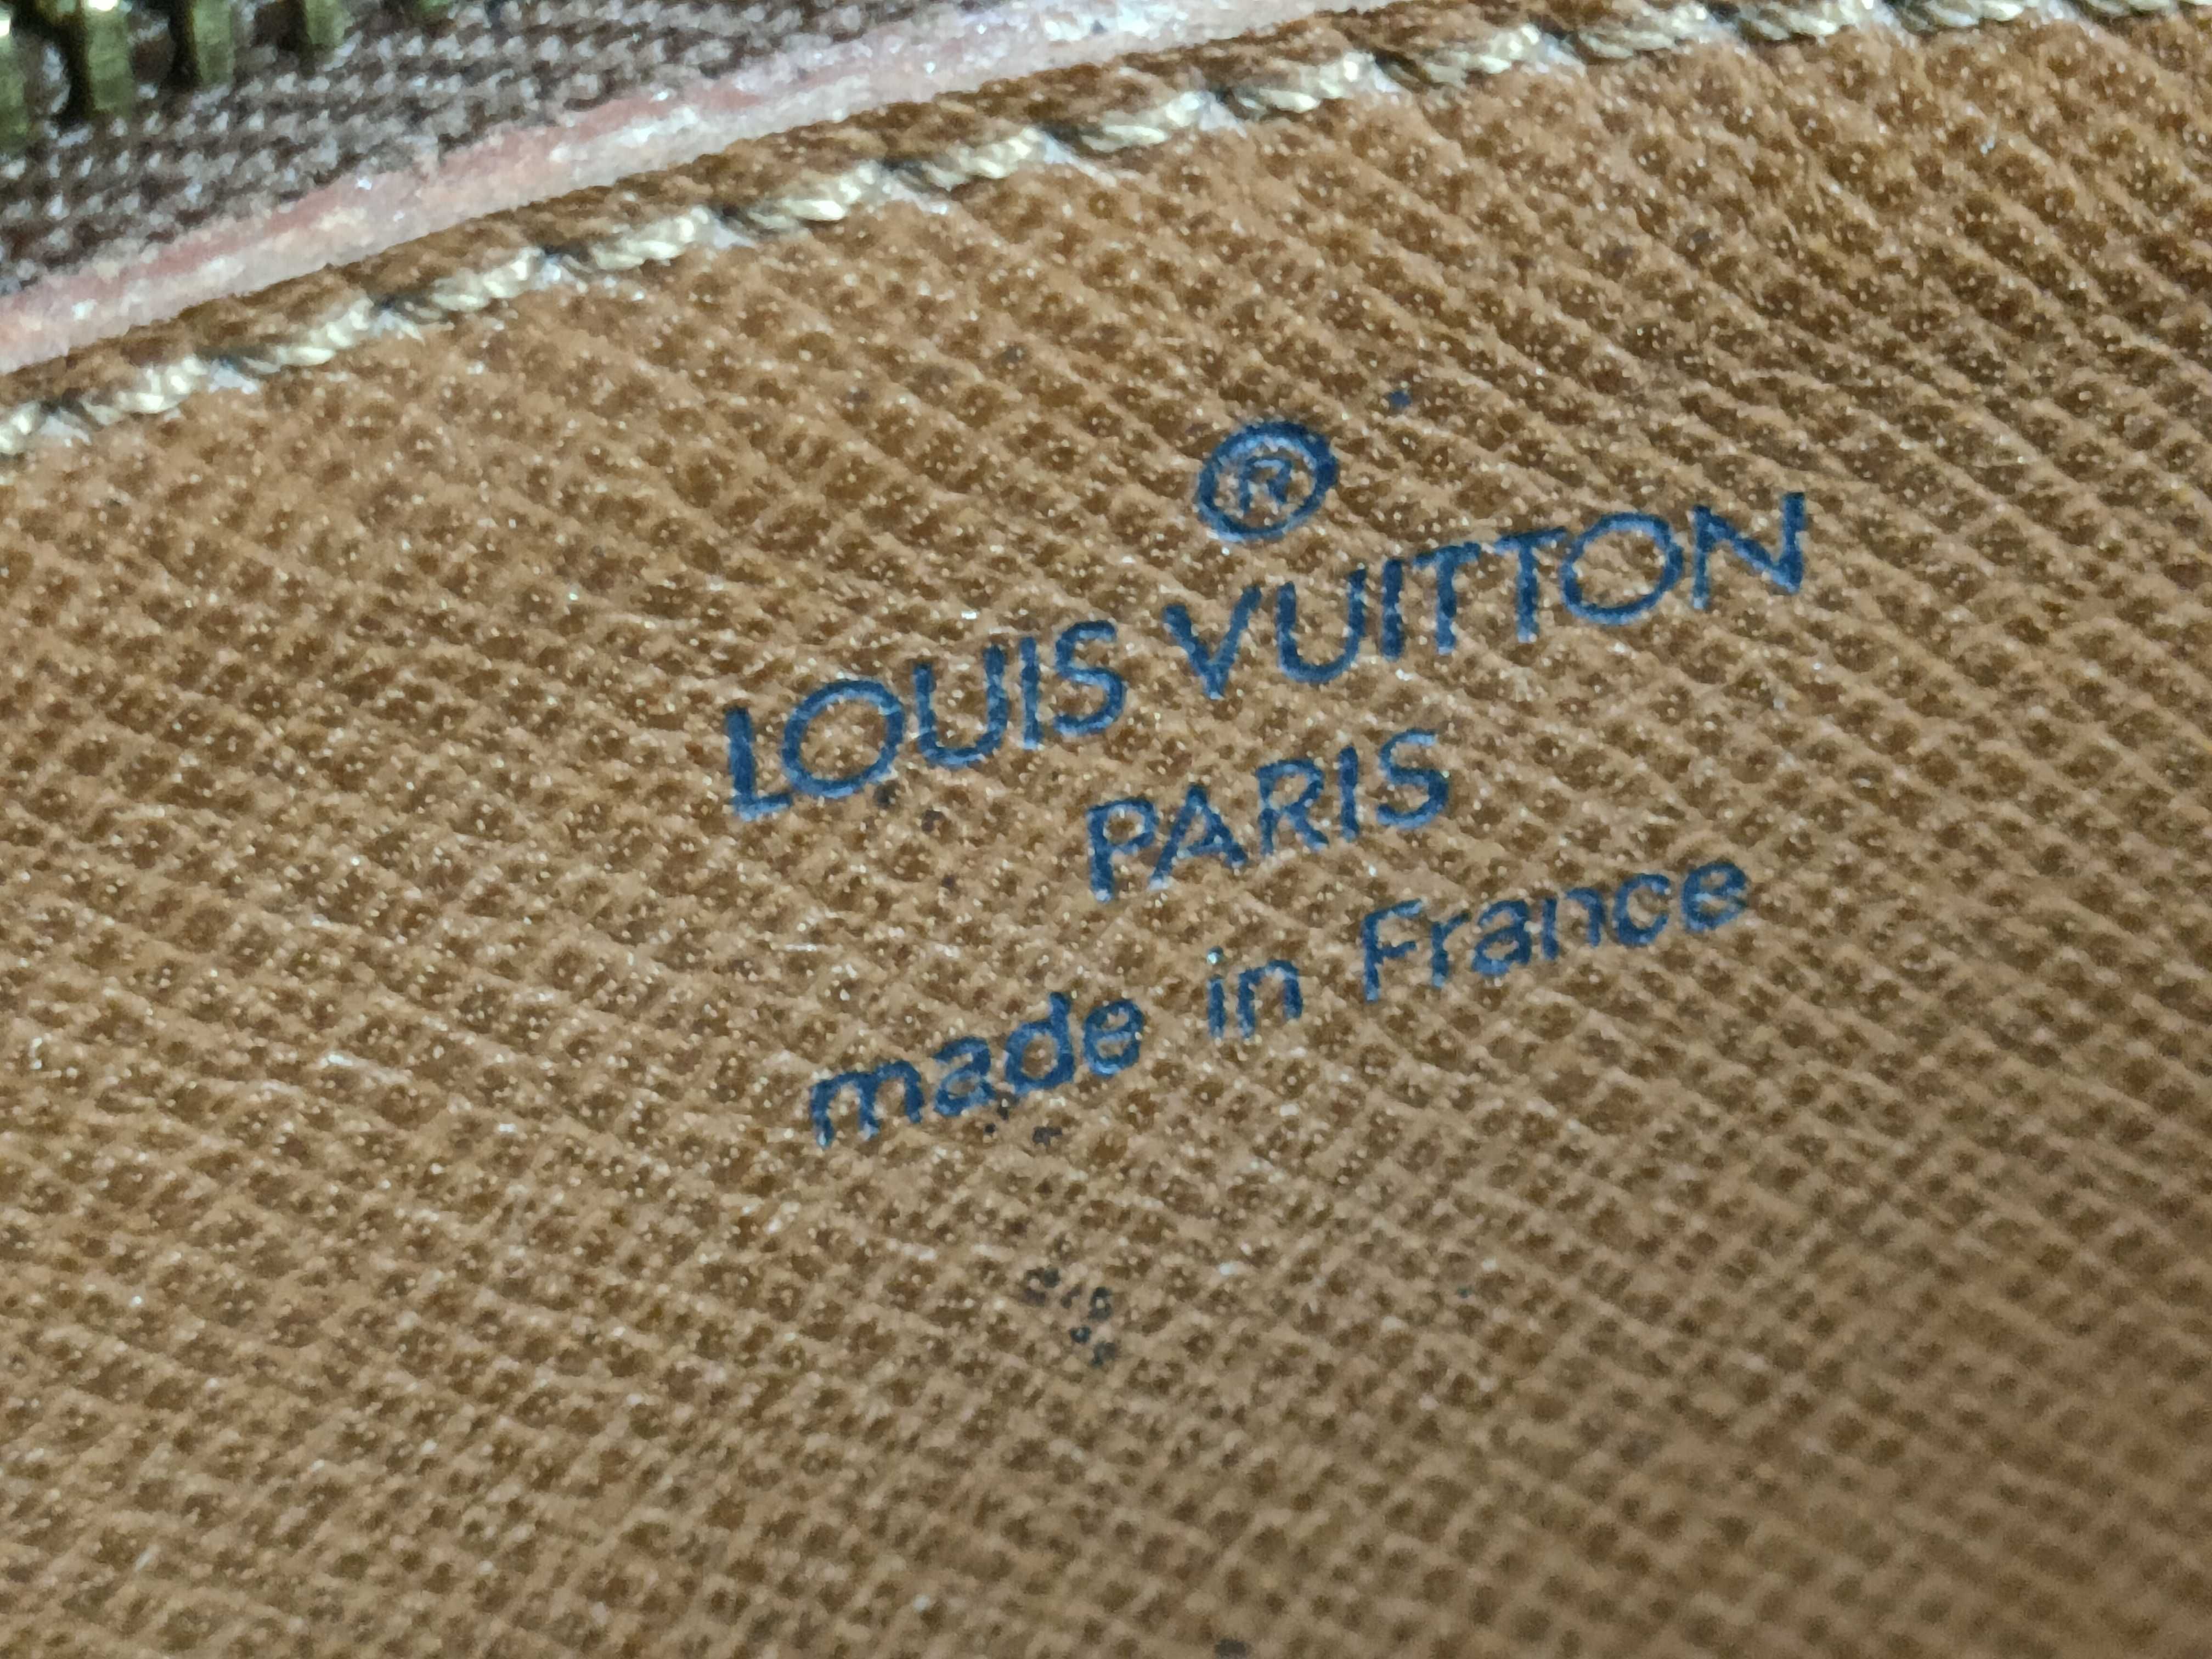 ®
LOUIS VUITTON
PARIS
made in France